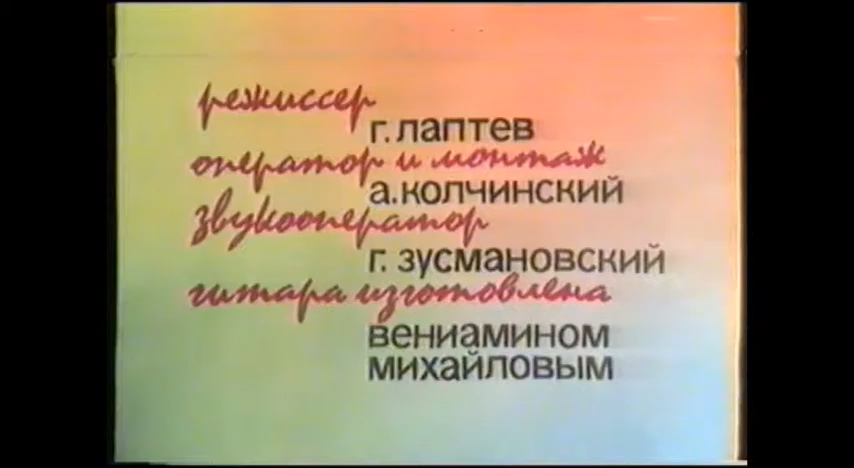 режиссер
г. лаптев
оператор и монтаж
а. колчинский
звукооператор
г. зусмановский
гитара изготовлена
вениамином
михайловым